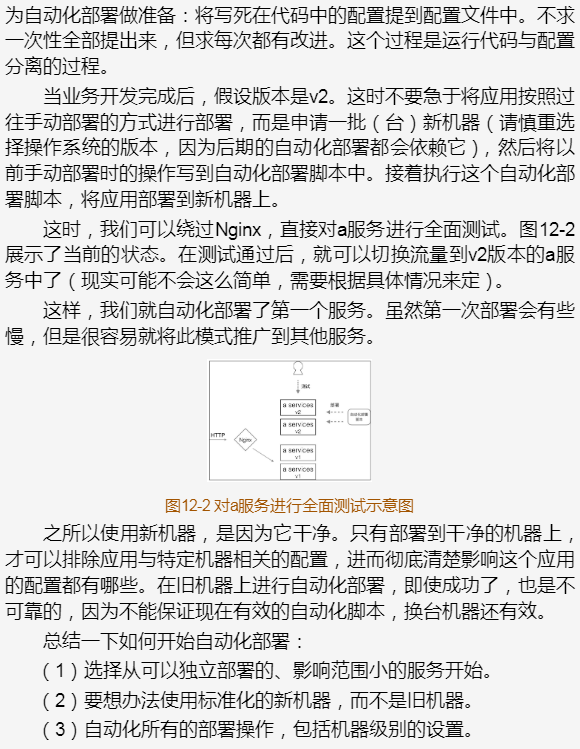 为自动化部署做准备：将写死在代码中的配置提到配置文件中。不求
一次性全部提出来，但求每次都有改进。这个过程是运行代码与配置
分离的过程。
当业务开发完成后，假设版本是v2。这时不要急于将应用按照过
往手动部署的方式进行部署，而是申请一批（台）新机器（请慎重选
择操作系统的版本，因为后期的自动化部署都会依赖它），然后将以
前手动部署时的操作写到自动化部署脚本中。接着执行这个自动化部
署脚本，将应用部署到新机器上。
这时，我们可以绕过Nginx，直接对a服务进行全面测试。图12-2
展示了当前的状态。在测试通过后，就可以切换流量到v2版本的a服
务中了（现实可能不会这么简单，需要根据具体情况来定）。
这样，我们就自动化部署了第一个服务。虽然第一次部署会有些
慢，但是很容易就将此模式推广到其他服务。
测试
a services
v2
部署
a services
v2
自动化部署
HTTP
Nginx
a services
v1
a services
v1
图12-2 对a服务进行全面测试示意图
之所以使用新机器，是因为它干净。只有部署到干净的机器上，
才可以排除应用与特定机器相关的配置，进而彻底清楚影响这个应用
的配置都有哪些。在旧机器上进行自动化部署，即使成功了，也是不
可靠的，因为不能保证现在有效的自动化脚本，换台机器还有效。
总结一下如何开始自动化部署：
（1）选择从可以独立部署的、影响范围小的服务开始。
（2）要想办法使用标准化的新机器，而不是旧机器。
（3）自动化所有的部署操作，包括机器级别的设置。